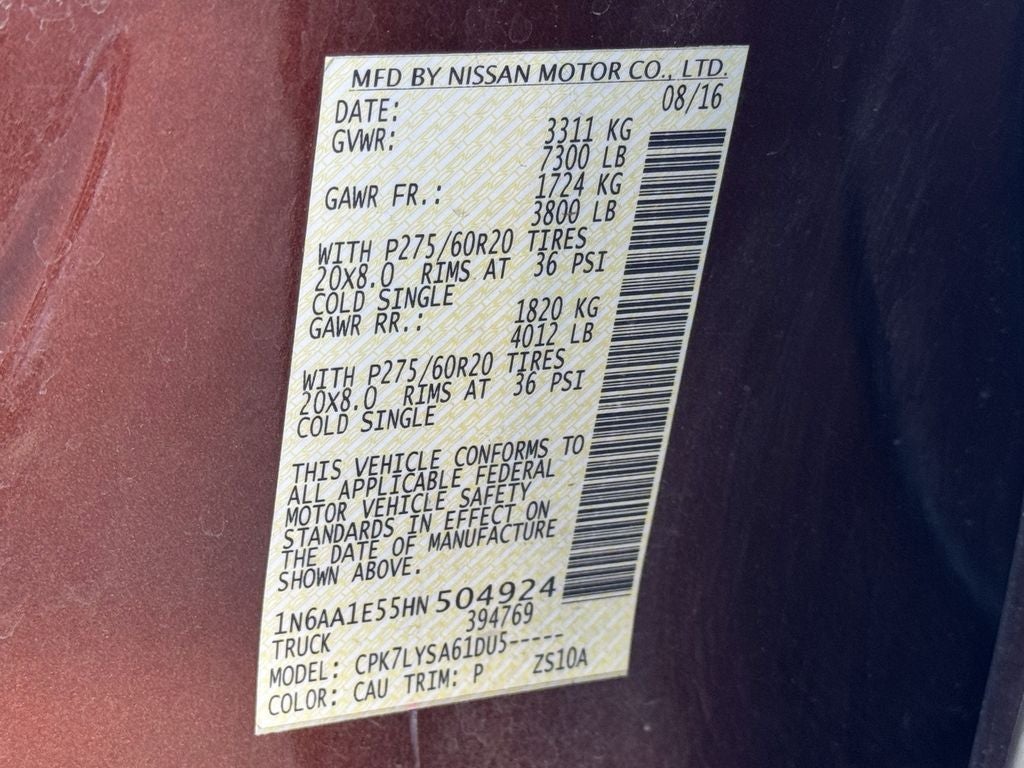 MFD BY NISSAN MOTOR CO., LTD.
DATE: 08/16
GVWR: 3311 KG
7300 LB
GAWR FR.: 1724 KG
3800 LB
WITH P275/60R20 TIRES
20X8.0 RIMS AT 36 PSI
COLD SINGLE
GAWR RR.: 1820 KG
4012 LB
WITH P275/60R20 TIRES
20X8.0 RIMS AT 36 PSI
COLD SINGLE
THIS VEHICLE CONFORMS TO
ALL APPLICABLE FEDERAL
MOTOR VEHICLE SAFETY
STANDARDS IN EFFECT ON
THE DATE OF MANUFACTURE
SHOWN ABOVE.
1N6AA1E55HN 504924
TRUCK 394769
MODEL: CPK7LYSA61DU5-----
COLOR: CAU TRIM: P ZS10A